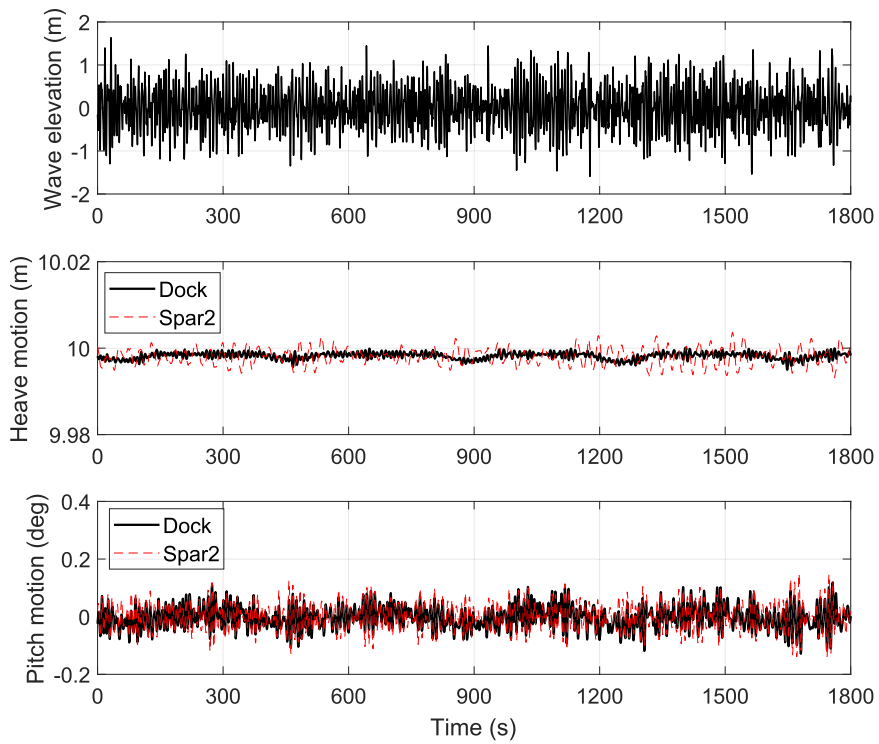 Wave elevation (m)
2
1
0
-1
-2
0 300 600 900 1200 1500 1800
Heave motion (m)
10.02
10
9.98
Dock
Spar2
0 300 600 900 1200 1500 1800
Pitch motion (deg)
0.4
0.2
0
-0.2
Dock
Spar2
0 300 600 900 1200 1500 1800
Time (s)